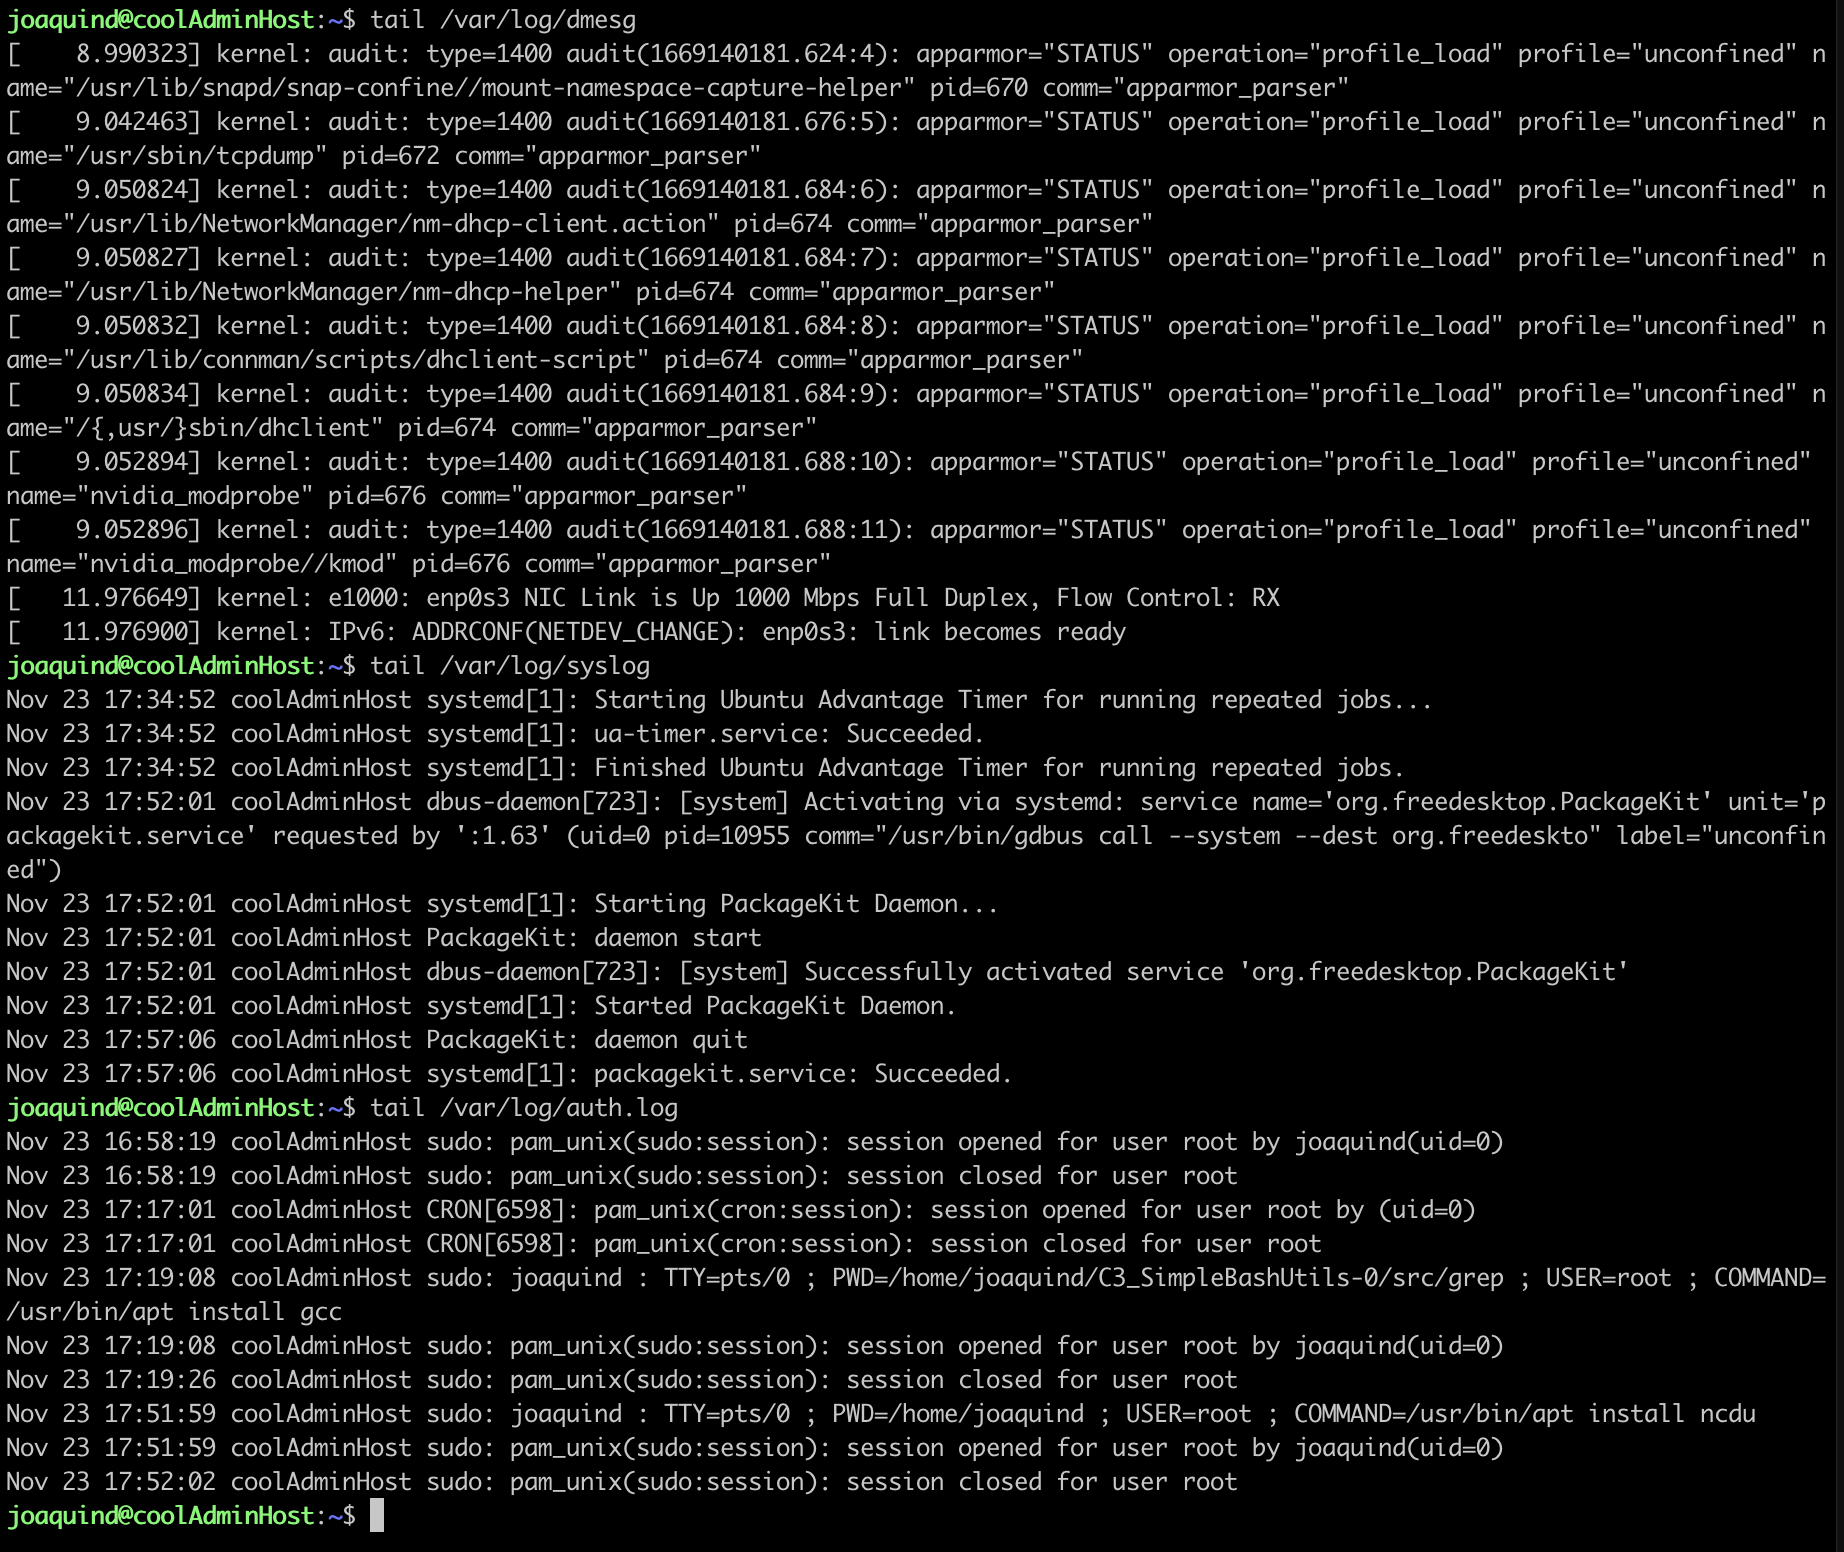 joaquind@coolAdminHost:~$ tail /var/log/dmesg
[    8.990323] kernel: audit: type=1400 audit(1669140181.624:4): apparmor="STATUS" operation="profile_load" profile="unconfined" n
ame="/usr/lib/snapd/snap-confine//mount-namespace-capture-helper" pid=670 comm="apparmor_parser"
[    9.042463] kernel: audit: type=1400 audit(1669140181.676:5): apparmor="STATUS" operation="profile_load" profile="unconfined" n
ame="/usr/sbin/tcpdump" pid=672 comm="apparmor_parser"
[    9.050824] kernel: audit: type=1400 audit(1669140181.684:6): apparmor="STATUS" operation="profile_load" profile="unconfined" n
ame="/usr/lib/NetworkManager/nm-dhcp-client.action" pid=674 comm="apparmor_parser"
[    9.050827] kernel: audit: type=1400 audit(1669140181.684:7): apparmor="STATUS" operation="profile_load" profile="unconfined" n
ame="/usr/lib/NetworkManager/nm-dhcp-helper" pid=674 comm="apparmor_parser"
[    9.050832] kernel: audit: type=1400 audit(1669140181.684:8): apparmor="STATUS" operation="profile_load" profile="unconfined" n
ame="/usr/lib/connman/scripts/dhclient-script" pid=674 comm="apparmor_parser"
[    9.050834] kernel: audit: type=1400 audit(1669140181.684:9): apparmor="STATUS" operation="profile_load" profile="unconfined" n
ame="/{,usr/}sbin/dhclient" pid=674 comm="apparmor_parser"
[    9.052894] kernel: audit: type=1400 audit(1669140181.688:10): apparmor="STATUS" operation="profile_load" profile="unconfined"
name="nvidia_modprobe" pid=676 comm="apparmor_parser"
[    9.052896] kernel: audit: type=1400 audit(1669140181.688:11): apparmor="STATUS" operation="profile_load" profile="unconfined"
name="nvidia_modprobe//kmod" pid=676 comm="apparmor_parser"
[   11.976649] kernel: e1000: enp0s3 NIC Link is Up 1000 Mbps Full Duplex, Flow Control: RX
[   11.976900] kernel: IPv6: ADDRCONF(NETDEV_CHANGE): enp0s3: link becomes ready
joaquind@coolAdminHost:~$ tail /var/log/syslog
Nov 23 17:34:52 coolAdminHost systemd[1]: Starting Ubuntu Advantage Timer for running repeated jobs...
Nov 23 17:34:52 coolAdminHost systemd[1]: ua-timer.service: Succeeded.
Nov 23 17:34:52 coolAdminHost systemd[1]: Finished Ubuntu Advantage Timer for running repeated jobs.
Nov 23 17:52:01 coolAdminHost dbus-daemon[723]: [system] Activating via systemd: service name='org.freedesktop.PackageKit' unit='p
ackagekit.service' requested by ':1.63' (uid=0 pid=10955 comm="/usr/bin/gdbus call --system --dest org.freedeskto" label="unconfin
ed")
Nov 23 17:52:01 coolAdminHost systemd[1]: Starting PackageKit Daemon...
Nov 23 17:52:01 coolAdminHost PackageKit: daemon start
Nov 23 17:52:01 coolAdminHost dbus-daemon[723]: [system] Successfully activated service 'org.freedesktop.PackageKit'
Nov 23 17:52:01 coolAdminHost systemd[1]: Started PackageKit Daemon.
Nov 23 17:57:06 coolAdminHost PackageKit: daemon quit
Nov 23 17:57:06 coolAdminHost systemd[1]: packagekit.service: Succeeded.
joaquind@coolAdminHost:~$ tail /var/log/auth.log
Nov 23 16:58:19 coolAdminHost sudo: pam_unix(sudo:session): session opened for user root by joaquind(uid=0)
Nov 23 16:58:19 coolAdminHost sudo: pam_unix(sudo:session): session closed for user root
Nov 23 17:17:01 coolAdminHost CRON[6598]: pam_unix(cron:session): session opened for user root by (uid=0)
Nov 23 17:17:01 coolAdminHost CRON[6598]: pam_unix(cron:session): session closed for user root
Nov 23 17:19:08 coolAdminHost sudo: joaquind : TTY=pts/0 ; PWD=/home/joaquind/C3_SimpleBashUtils-0/src/grep ; USER=root ; COMMAND=
/usr/bin/apt install gcc
Nov 23 17:19:08 coolAdminHost sudo: pam_unix(sudo:session): session opened for user root by joaquind(uid=0)
Nov 23 17:19:26 coolAdminHost sudo: pam_unix(sudo:session): session closed for user root
Nov 23 17:51:59 coolAdminHost sudo: joaquind : TTY=pts/0 ; PWD=/home/joaquind ; USER=root ; COMMAND=/usr/bin/apt install ncdu
Nov 23 17:51:59 coolAdminHost sudo: pam_unix(sudo:session): session opened for user root by joaquind(uid=0)
Nov 23 17:52:02 coolAdminHost sudo: pam_unix(sudo:session): session closed for user root
joaquind@coolAdminHost:~$